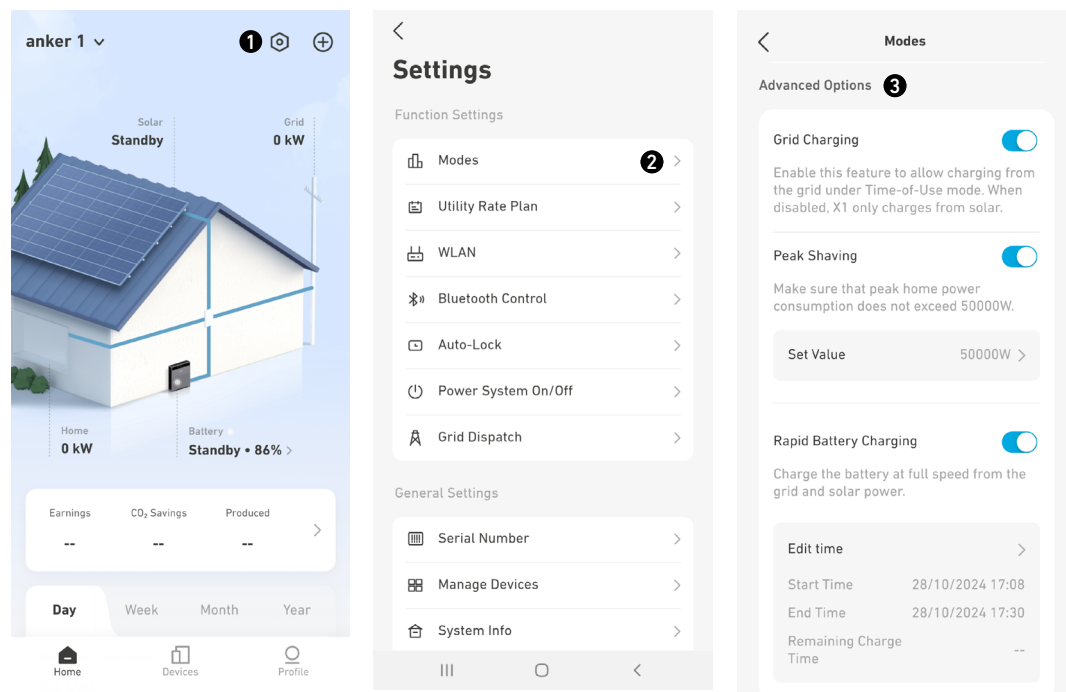 anker 1
1
Solar
Standby
Grid
0 kW
Home
0 kW
Battery
Standby • 86%
Earnings
CO₂ Savings
Produced
--
--
--
Day
Week
Month
Year
Home
Devices
Profile
Settings
Function Settings
Modes
2
Utility Rate Plan
WLAN
Bluetooth Control
Auto-Lock
Power System On/Off
Grid Dispatch
General Settings
Serial Number
Manage Devices
System Info
Modes
Advanced Options
3
Grid Charging
Enable this feature to allow charging from
the grid under Time-of-Use mode. When
disabled, X1 only charges from solar.
Peak Shaving
Make sure that peak home power
consumption does not exceed 50000W.
Set Value
50000W
Rapid Battery Charging
Charge the battery at full speed from the
grid and solar power.
Edit time
Start Time
28/10/2024 17:08
End Time
28/10/2024 17:30
Remaining Charge
Time
--